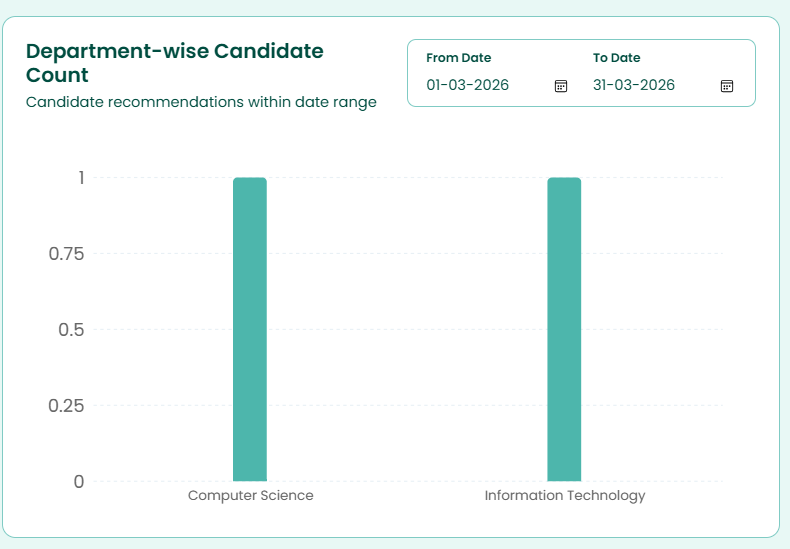 Department-wise Candidate
Count
Candidate recommendations within date range
From Date
To Date
01-03-2026
31-03-2026
1
0.75
0.5
0.25
0
Computer Science
Information Technology